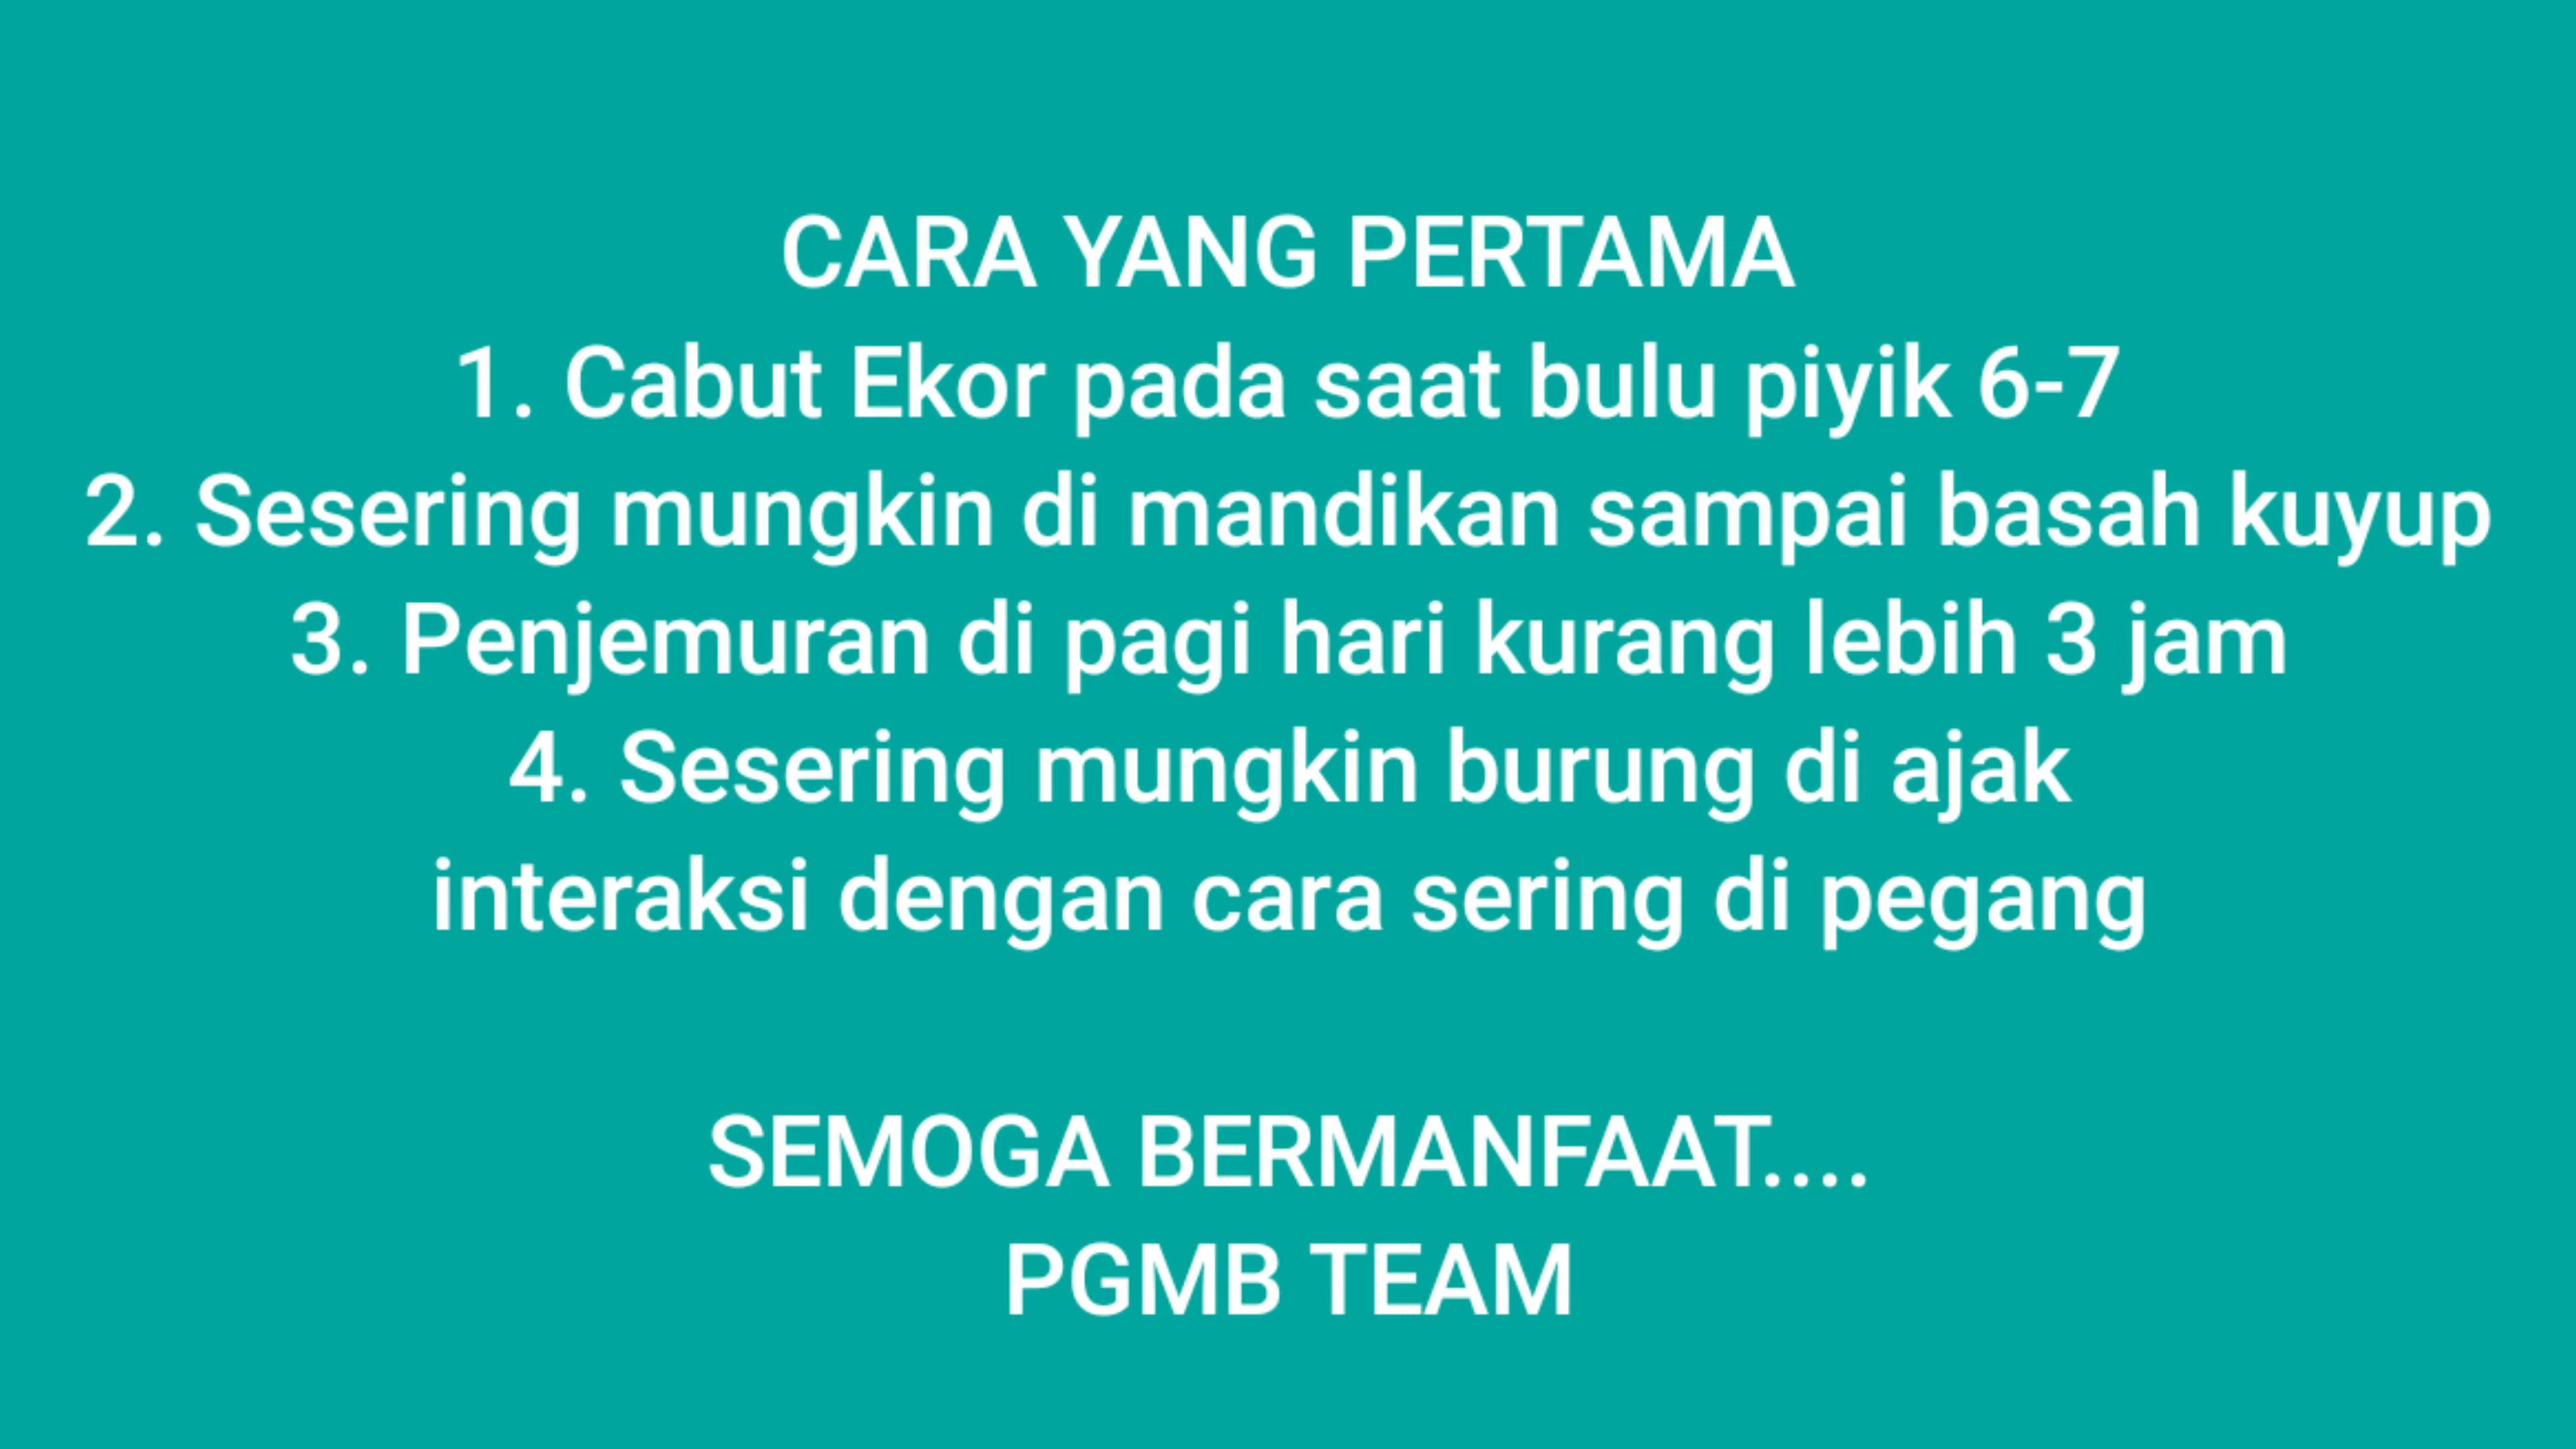 CARA YANG PERTAMA
1. Cabut Ekor pada saat bulu piyik 6-7
2. Sesering mungkin di mandikan sampai basah kuyup
3. Penjemuran di pagi hari kurang lebih 3 jam
4. Sesering mungkin burung di ajak
interaksi dengan cara sering di pegang
SEMOGA BERMANFAAT....
PGMB TEAM